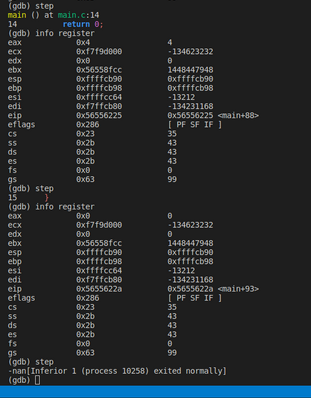 (gdb) step
main () at main.c:14
14 return 0;
(gdb) info register
eax 0x4 4
ecx 0xf7f9d000 -134623232
edx 0x0 0
ebx 0x56558fcc 1448447948
esp 0xffffcb90 0xffffcb90
ebp 0xffffcb98 0xffffcb98
esi 0xffffcc64 -13212
edi 0xf7ffcb80 -134231168
eip 0x56556225 0x56556225 <main+88>
eflags 0x286 [ PF SF IF ]
cs 0x23 35
ss 0x2b 43
ds 0x2b 43
es 0x2b 43
fs 0x0 0
gs 0x63 99
(gdb) step
15 }
(gdb) info register
eax 0x0 0
ecx 0xf7f9d000 -134623232
edx 0x0 0
ebx 0x56558fcc 1448447948
esp 0xffffcb90 0xffffcb90
ebp 0xffffcb98 0xffffcb98
esi 0xffffcc64 -13212
edi 0xf7ffcb80 -134231168
eip 0x5655622a 0x5655622a <main+93>
eflags 0x286 [ PF SF IF ]
cs 0x23 35
ss 0x2b 43
ds 0x2b 43
es 0x2b 43
fs 0x0 0
gs 0x63 99
(gdb) step
-nan[Inferior 1 (process 10258) exited normally]
(gdb)